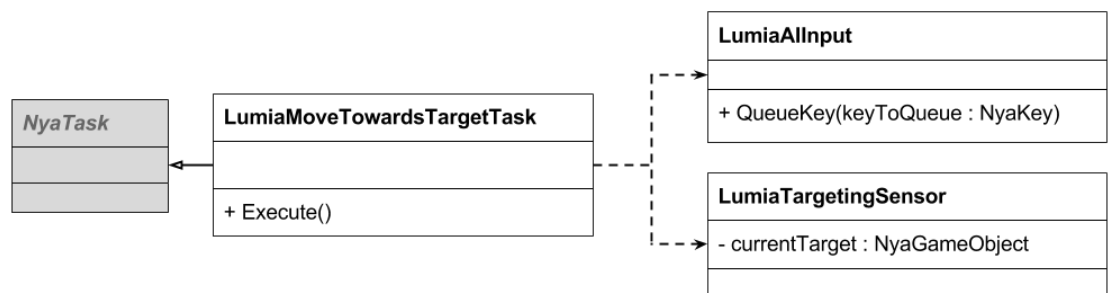 NyaTask
LumiaMoveTowardsTargetTask
+ Execute()
LumiaAIInput
+ QueueKey(keyToQueue : NyaKey)
LumiaTargetingSensor
- currentTarget : NyaGameObject